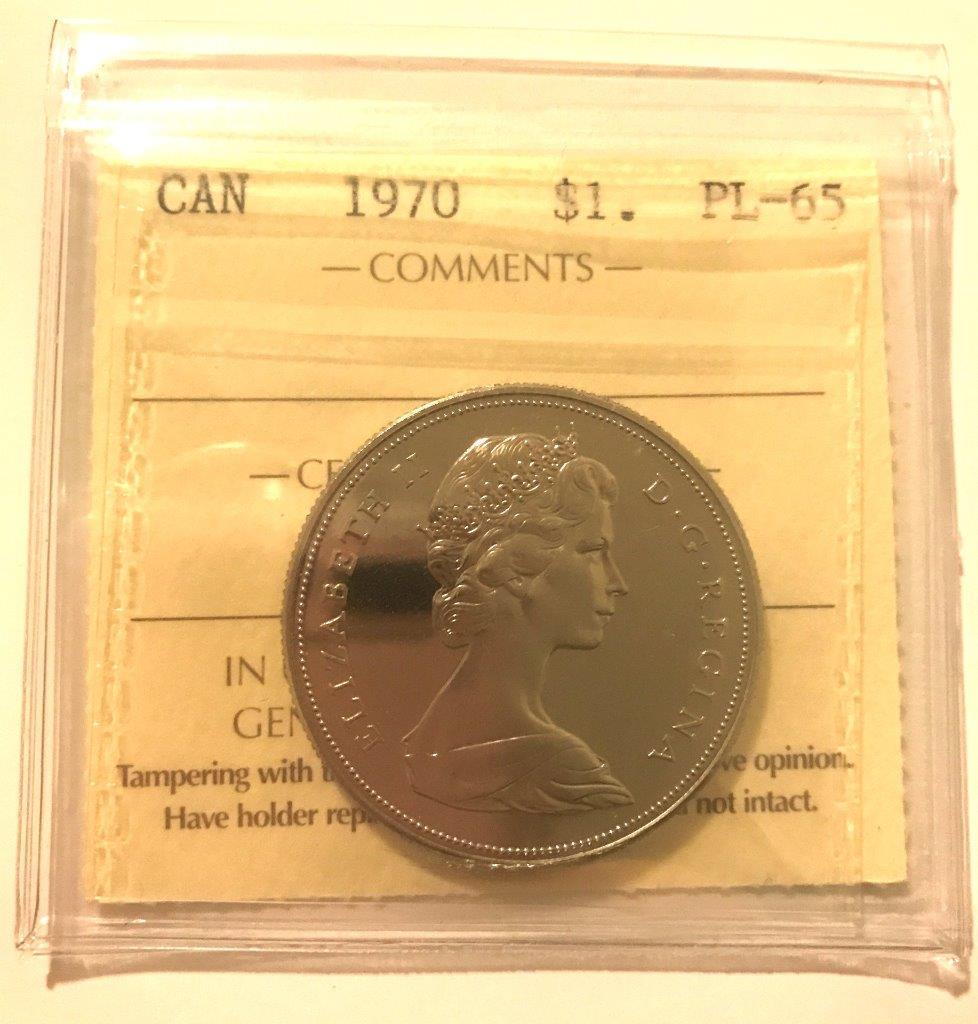 CAN 1970 $1. PL-65
— COMMENTS —
— CE
IN
GEN
Tampering with ve opinion.
Have holder rep not intact.
ELIZABETH II D·G·REGINA